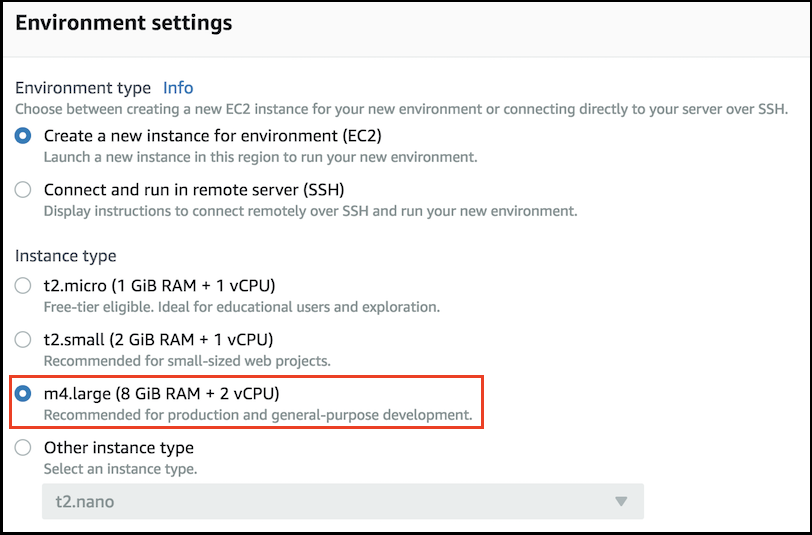 Environment settings
Environment type Info
Choose between creating a new EC2 instance for your new environment or connecting directly to your server over SSH.
Create a new instance for environment (EC2)
Launch a new instance in this region to run your new environment.
Connect and run in remote server (SSH)
Display instructions to connect remotely over SSH and run your new environment.
Instance type
t2.micro (1 GiB RAM + 1 vCPU)
Free-tier eligible. Ideal for educational users and exploration.
t2.small (2 GiB RAM + 1 vCPU)
Recommended for small-sized web projects.
m4.large (8 GiB RAM + 2 vCPU)
Recommended for production and general-purpose development.
Other instance type
Select an instance type.
t2.nano